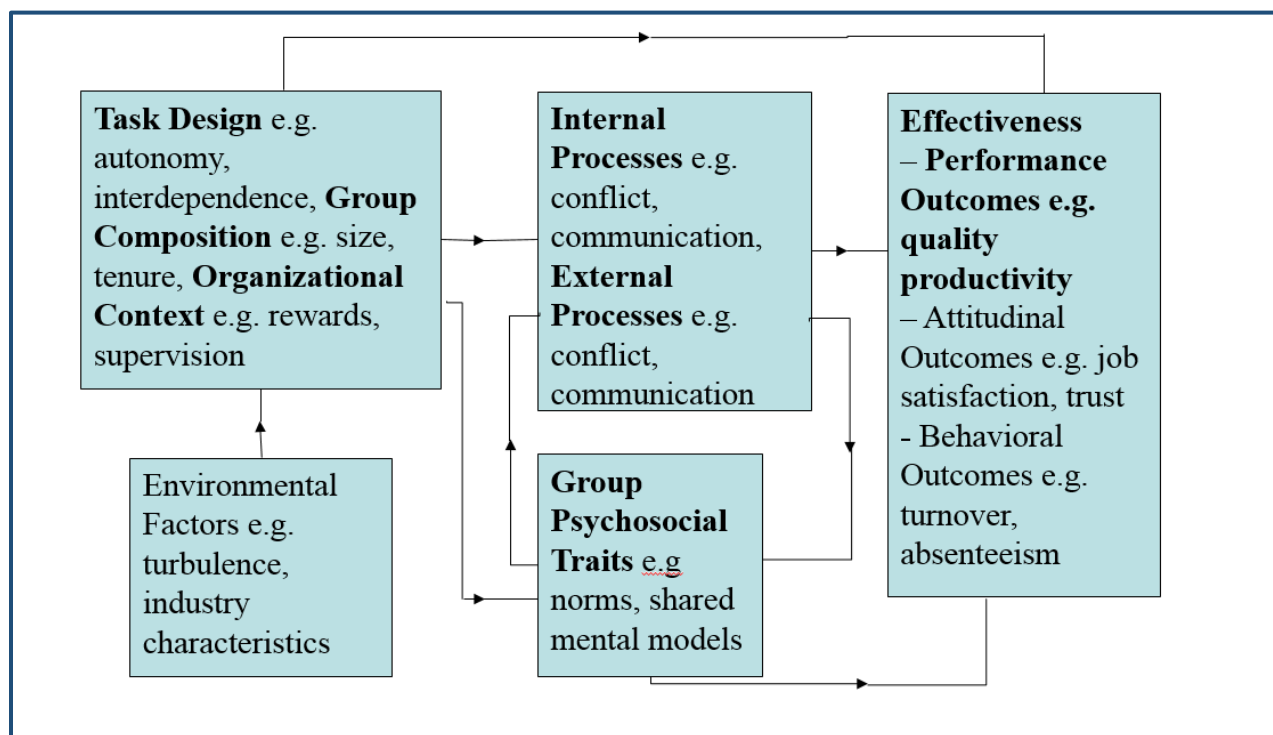 Task Design e.g.
autonomy,
interdependence, Group
Composition e.g. size,
tenure, Organizational
Context e.g. rewards,
supervision
Environmental
Factors e.g.
turbulence,
industry
characteristics
Internal
Processes e.g.
conflict,
communication,
External
Processes e.g.
conflict,
communication
Group
Psychosocial
Traits e.g
norms, shared
mental models
Effectiveness
– Performance
Outcomes e.g.
quality
productivity
– Attitudinal
Outcomes e.g. job
satisfaction, trust
- Behavioral
Outcomes e.g.
turnover,
absenteeism